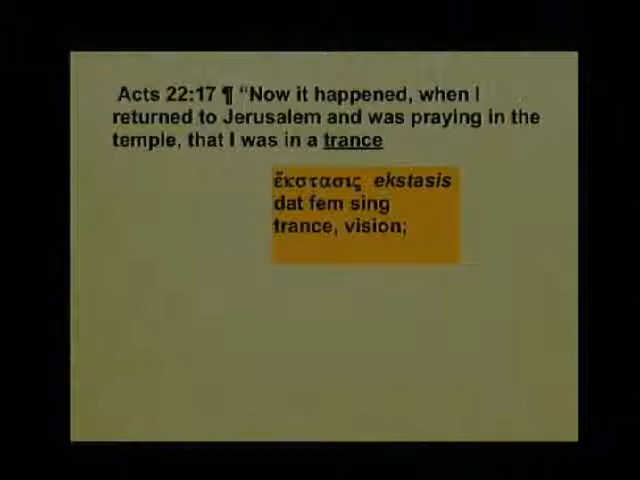 Acts 22:17 ¶ “Now it happened, when I
returned to Jerusalem and was praying in the
temple, that I was in a trance
ἔκστασις ekstasis
dat fem sing
trance, vision;